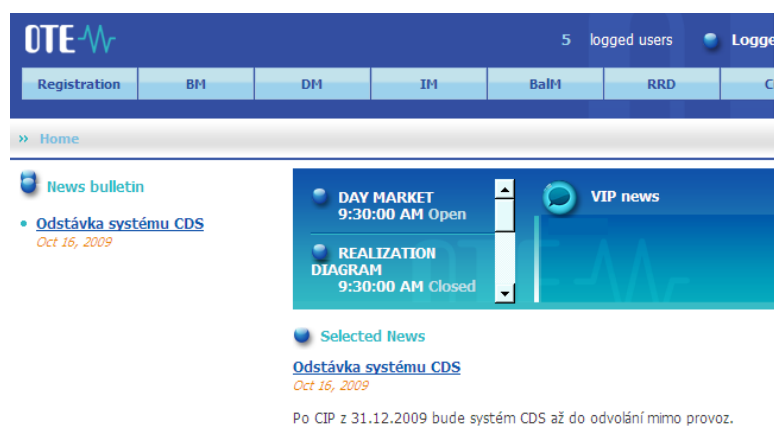 OTE
5 logged users Logge
Registration BM DM IM BalM RRD C
» Home
News bulletin
• Odstávka systému CDS
Oct 16, 2009
DAY MARKET
9:30:00 AM Open
REALIZATION
DIAGRAM
9:30:00 AM Closed
VIP news
Selected News
Odstávka systému CDS
Oct 16, 2009
Po CIP z 31.12.2009 bude systém CDS až do odvolání mimo provoz.